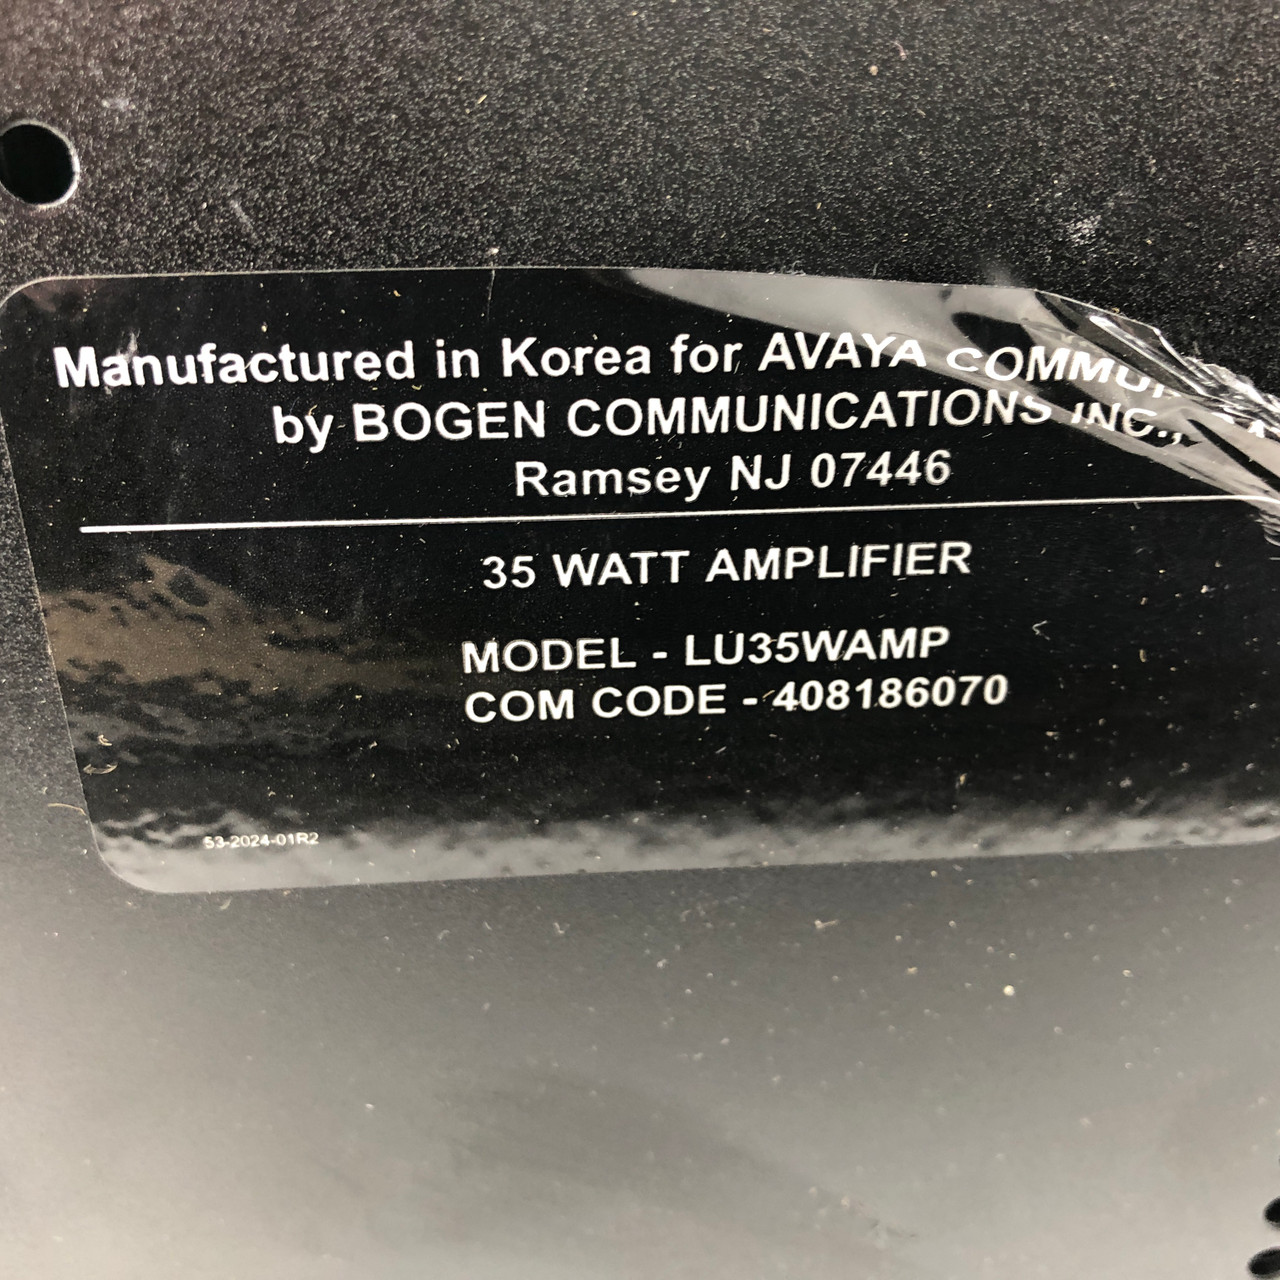 Manufactured in Korea for AVAYA
by BOGEN COMMUNICATIONS INC.,
Ramsey NJ 07446
35 WATT AMPLIFIER
MODEL - LU35WAMP
COM CODE - 408186070
53-2024-01R2